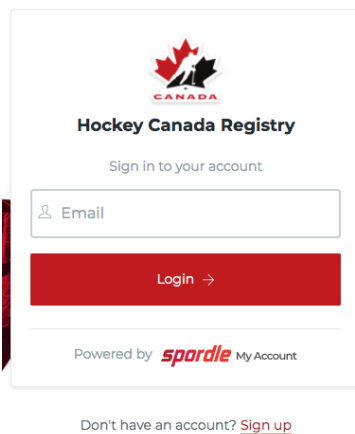 CANADA
Hockey Canada Registry
Sign in to your account
Email
Login →
Powered by spordle My Account
Don't have an account? Sign up